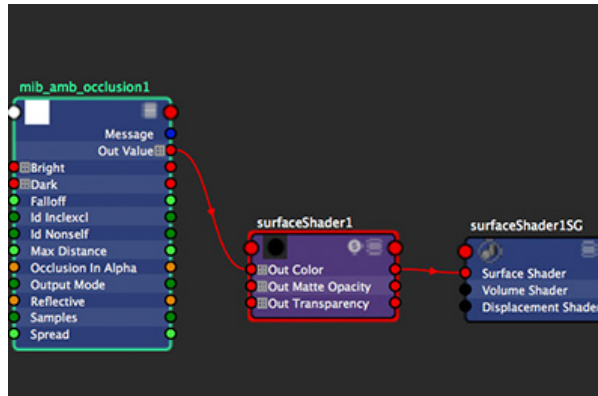 mib_amb_occlusion1
Message
Out Value
Bright
Dark
Falloff
Id Inclexcl
Id Nonself
Max Distance
Occlusion In Alpha
Output Mode
Reflective
Samples
Spread
surfaceShader1
Out Color
Out Matte Opacity
Out Transparency
surfaceShader1SG
Surface Shader
Volume Shader
Displacement Shader